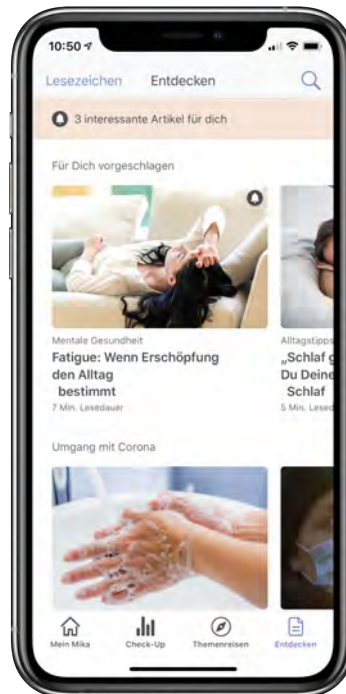 10:50
Lesezeichen Entdecken
3 interessante Artikel für dich
Für Dich vorgeschlagen
Mentale Gesundheit
Fatigue: Wenn Erschöpfung
den Alltag
bestimmt
7 Min. Lesedauer
Alltagstipps
„Schlaf g
Du Deine
Schlaf
5 Min. Lesed
Umgang mit Corona
Mein Mika Check-Up Themenreisen Entdecken